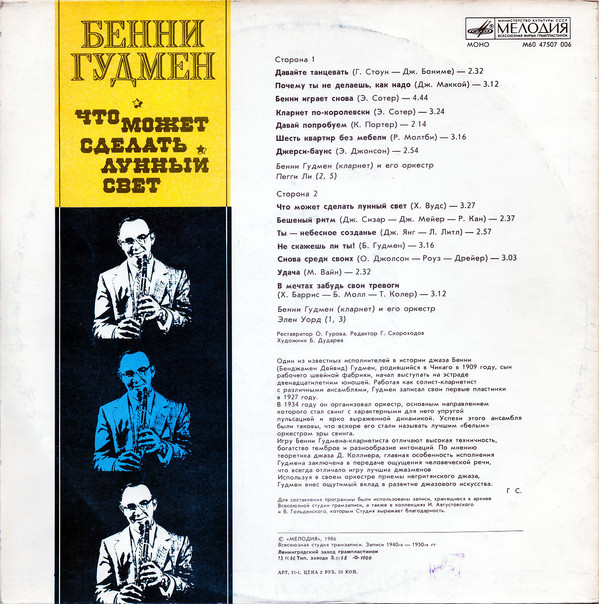 БЕННИ
ГУДМЕН
ЧТО
МОЖЕТ
СДЕЛАТЬ
ЛУННЫЙ
СВЕТ
МИНИСТЕРСТВО КУЛЬТУРЫ СССР
МЕЛОДИЯ
ВСЕСОЮЗНАЯ ФИРМА ГРАМПЛАСТИНОК
МОНО
М60 47507 006
Сторона 1
Давайте танцевать (Г. Стоун — Дж. Бониме) — 2.32
Почему ты не делаешь, как надо (Дж. Маккой) — 3.12
Бенни играет снова (Э. Сотер) — 4.44
Кларнет по-королевски (Э. Сотер) — 3.24
Давай попробуем (К. Портер) — 2 14
Шесть квартир без мебели (Р. Молтби) — 3.16
Джерси-баунс (Э. Джонсон) — 2.54
Бенни Гудмен (кларнет) и его оркестр
Пегги Ли (2, 5)
Сторона 2
Что может сделать лунный свет (Х. Вудс) — 3.27
Бешеный ритм (Дж. Сизар — Дж. Мейер — Р. Кан) — 2.37
Ты — небесное созданье (Дж. Янг — Л. Литл) — 2.57
Не скажешь ли ты! (Б. Гудмен) — 3.16
Снова среди своих (О. Джолсон — Роуз — Дрейер) — 3.03
Удача (М. Вайн) — 2.32
В мечтах забудь свои тревоги
(Х. Баррис — Б. Молл — Т. Колер) — 3.12
Бенни Гудмен (кларнет) и его оркестр
Элен Уорд (1, 3)
Реставратор О. Гурова. Редактор Г. Скороходов
Художник Б. Дударев
Один из известных исполнителей в истории джаза Бенни
(Бенджамен Дейвид) Гудмен, родившийся в Чикаго в 1909 году, сын
рабочего швейной фабрики, начал выступать на эстраде
двенадцатилетним юношей. Работая как солист-кларнетист
с различными ансамблями, Гудмен записал свои первые пластинки
в 1927 году.
В 1934 году он организовал оркестр, основным направлением
которого стал свинг с характерными для него упругой
пульсацией и ярко выраженной динамикой. Успехи этого ансамбля
были таковы, что вскоре его стали называть лучшим «белым»
оркестром эры свинга.
Игру Бенни Гудмена-кларнетиста отличают высокая техничность,
богатство тембров и разнообразие интонаций По мнению
теоретика джаза Д. Коллиера, главная особенность исполнения
Гудмена заключена в передаче ощущения человеческой речи,
что всегда отличало игру лучших джазменов
Используя в своем оркестре приемы негритянского джаза,
Гудмен внес ощутимый вклад в развитие джазового искусства.
Г С.
Для составления программы были использованы записи, хранящиеся в архиве
Всесоюзной студии грамзаписи, а также в коллекциях И. Августовского
и В. Гольданского, которым Студия выражает благодарность.
© «МЕЛОДИЯ», 1986
Всесоюзная студия грамзаписи. Записи 1940-х — 1950-х гг
Ленинградский завод грампластинок
Тип. завода
АРТ. 11-1. ЦЕНА 2 РУБ. 50 КОП.